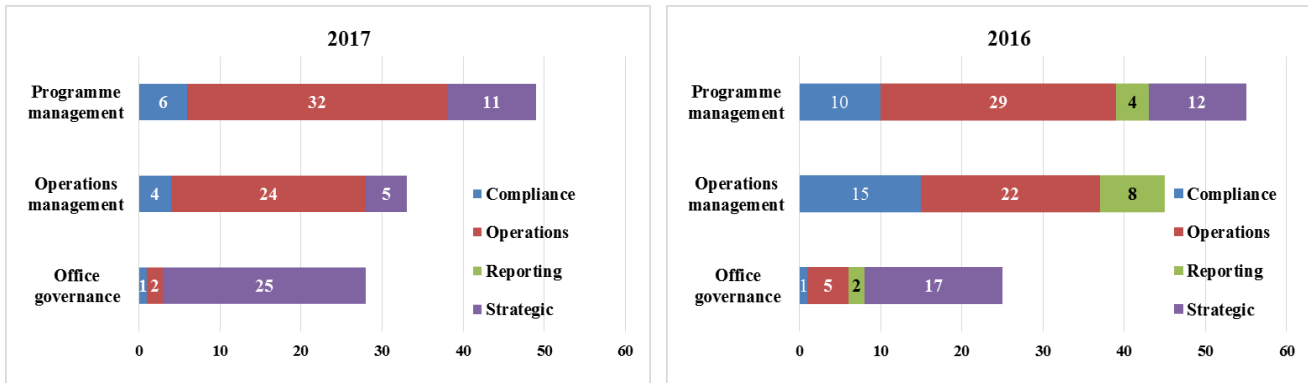 2017
Programme
management
6 32 11
Operations
management
4 24 5
Office
governance
1 2 25
Compliance
Operations
Reporting
Strategic
0 10 20 30 40 50 60
2016
Programme
management
10 29 4 12
Operations
management
15 22 8
Office
governance
1 5 2 17
Compliance
Operations
Reporting
Strategic
0 10 20 30 40 50 60